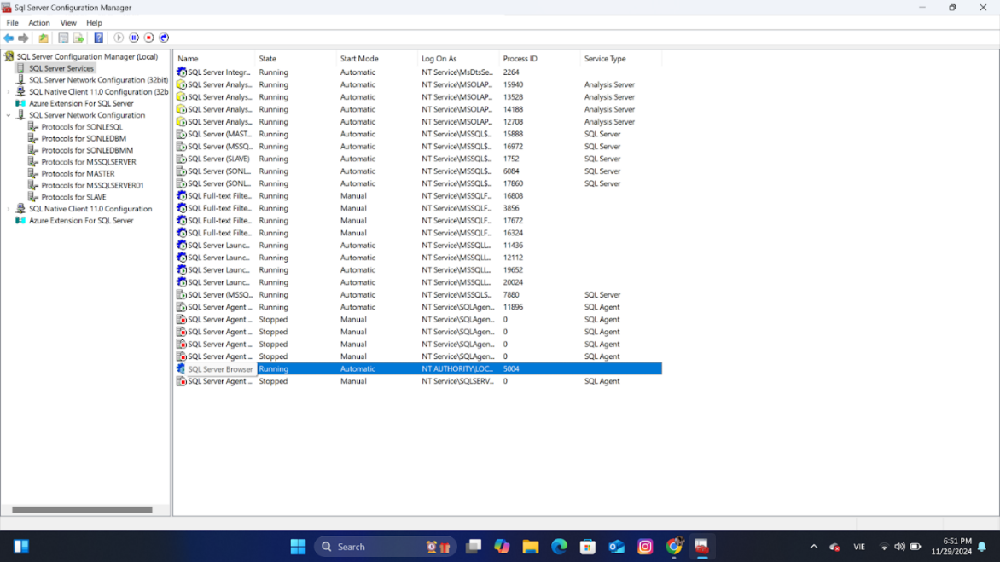 Sql Server Configuration Manager
File Action View Help
SQL Server Configuration Manager (Local)
SQL Server Services
SQL Server Network Configuration (32bit)
SQL Native Client 11.0 Configuration (32b
Azure Extension For SQL Server
SQL Server Network Configuration
Protocols for SONLESQL
Protocols for SONLEDBM
Protocols for SONLEDBMM
Protocols for MSSQLSERVER
Protocols for MASTER
Protocols for MSSQLSERVER01
Protocols for SLAVE
SQL Native Client 11.0 Configuration
Azure Extension For SQL Server
Name State Start Mode Log On As Process ID Service Type
SQL Server Integr... Running Automatic NT Service\MsDtsSe... 2264
SQL Server Analys... Running Automatic NT Service\MSOLAP... 15940 Analysis Server
SQL Server Analys... Running Automatic NT Service\MSOLAP... 13528 Analysis Server
SQL Server Analys... Running Automatic NT Service\MSOLAP... 14188 Analysis Server
SQL Server Analys... Running Automatic NT Service\MSOLAP... 12708 Analysis Server
SQL Server (MAST... Running Automatic NT Service\MSSQL$... 15888 SQL Server
SQL Server (MSSQ... Running Automatic NT Service\MSSQL$... 16972 SQL Server
SQL Server (SLAVE) Running Automatic NT Service\MSSQL$... 1752 SQL Server
SQL Server (SONL... Running Automatic NT Service\MSSQL$... 6084 SQL Server
SQL Server (SONL... Running Automatic NT Service\MSSQL$... 17860 SQL Server
SQL Full-text Filte... Running Manual NT Service\MSSQLF... 16808
SQL Full-text Filte... Running Manual NT Service\MSSQLF... 3856
SQL Full-text Filte... Running Manual NT Service\MSSQLF... 17672
SQL Full-text Filte... Running Manual NT Service\MSSQLF... 16324
SQL Server Launc... Running Automatic NT Service\MSSQLL... 11436
SQL Server Launc... Running Automatic NT Service\MSSQLL... 12112
SQL Server Launc... Running Automatic NT Service\MSSQLL... 19652
SQL Server Launc... Running Automatic NT Service\MSSQLL... 20024
SQL Server (MSSQ... Running Automatic NT Service\MSSQLS... 7880 SQL Server
SQL Server Agent ... Running Automatic NT Service\SQLAgen... 11896 SQL Agent
SQL Server Agent ... Stopped Manual NT Service\SQLAgen... 0 SQL Agent
SQL Server Agent ... Stopped Manual NT Service\SQLAgen... 0 SQL Agent
SQL Server Agent ... Stopped Manual NT Service\SQLAgen... 0 SQL Agent
SQL Server Agent ... Stopped Manual NT Service\SQLAgen... 0 SQL Agent
SQL Server Browser Running Automatic NT AUTHORITY\LOC... 5004
SQL Server Agent ... Stopped Manual NT Service\SQLSERV... 0 SQL Agent
Search
VIE
6:51 PM
11/29/2024